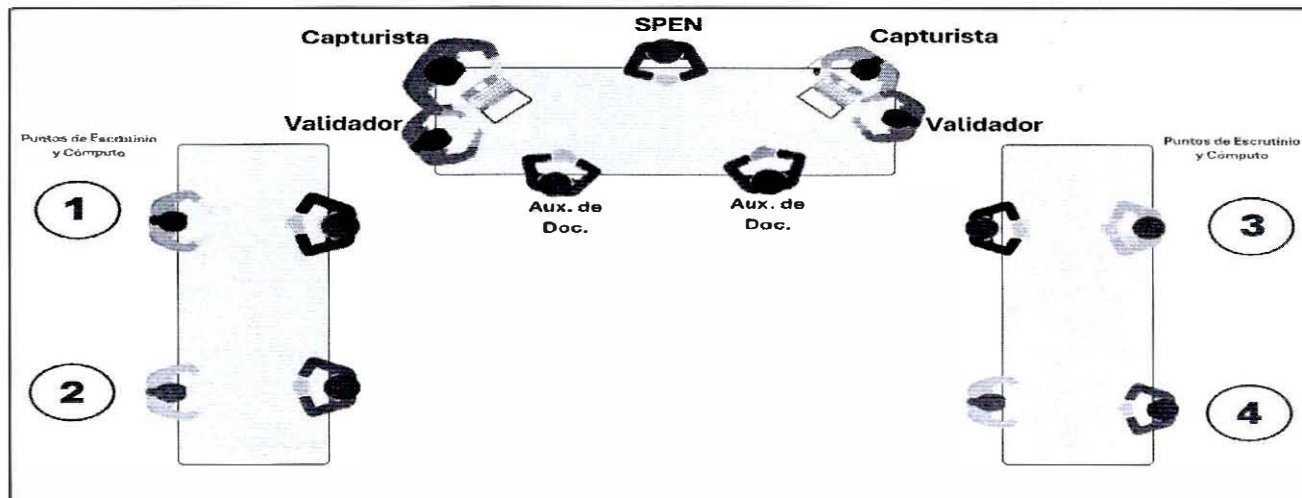 SPEN
Capturista
Capturista
Validador
Validador
Puntos de Escrutinio
y Cómputo
Puntos de Escrutinio
y Cómputo
Aux. de
Doc.
Aux. de
Doc.
1
3
2
4